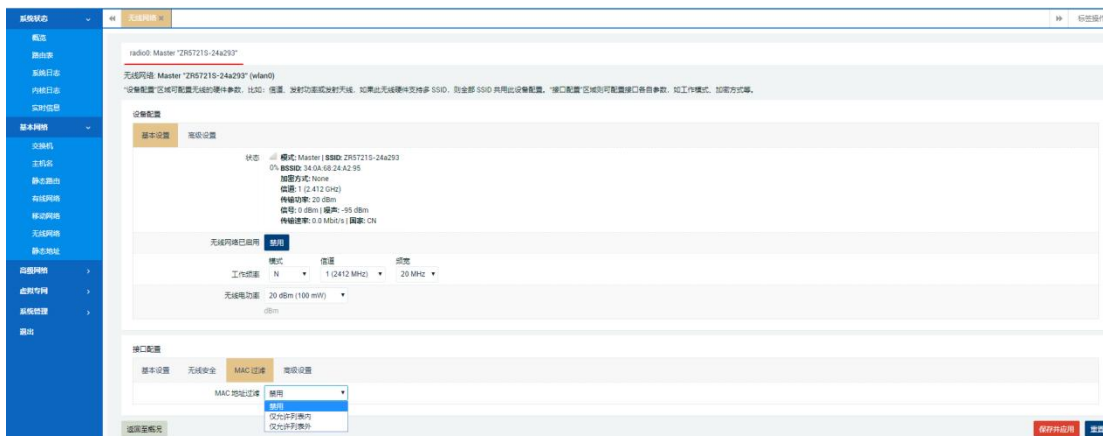 系统状态
概览
路由表
系统日志
内核日志
实时信息
基本网络
交换机
主机名
静态路由
有线网络
移动网络
无线网络
静态地址
高级网络
虚拟专网
系统管理
退出
无线网络
标签操作
radio0: Master "ZR5721S-24a293"
无线网络: Master "ZR5721S-24a293" (wlan0)
"设备配置"区域可配置无线的硬件参数，比如：信道、发射功率或发射天线，如果此无线硬件支持多 SSID，则全部 SSID 共用此设备配置。"接口配置"区域则可配置接口各自参数，如工作模式、加密方式等。
设备配置
基本设置 高级设置
状态 模式: Master | SSID: ZR5721S-24a293
0% BSSID: 34:0A:68:24:A2:95
加密方式: None
信道: 1 (2.412 GHz)
传输功率: 20 dBm
信号: 0 dBm | 噪声: -95 dBm
传输速率: 0.0 Mbit/s | 国家: CN
无线网络已启用 禁用
模式 信道 频宽
工作频率 N 1 (2412 MHz) 20 MHz
无线电功率 20 dBm (100 mW)
dBm
接口配置
基本设置 无线安全 MAC 过滤 高级设置
MAC 地址过滤 禁用
禁用
仅允许列表内
仅允许列表外
返回至概况 保存并应用 重置